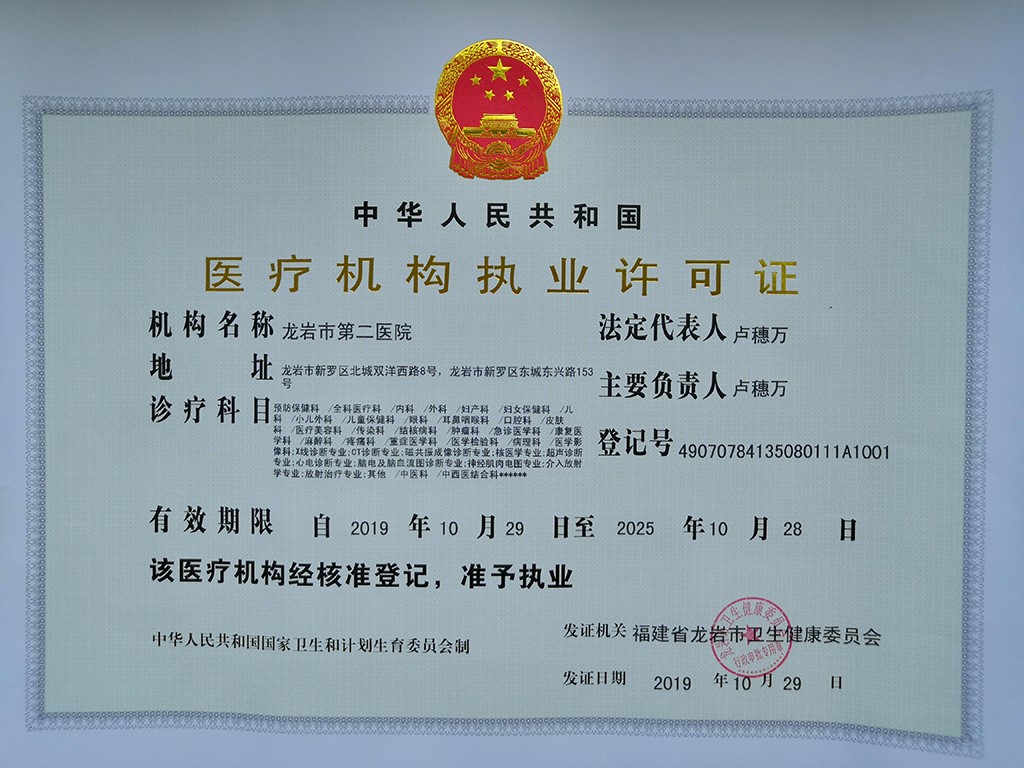 中华人民共和国
医疗机构执业许可证
机构名称 龙岩市第二医院
法定代表人 卢穗万
地址 龙岩市新罗区北城双洋西路8号，龙岩市新罗区东城东兴路153
号
主要负责人 卢穗万
诊疗科目 预防保健科 /全科医疗科 /内科 /外科 /妇产科 /妇女保健科 /儿
科 /小儿外科 /儿童保健科 /眼科 /耳鼻咽喉科 /口腔科 /皮肤
科 /医疗美容科 /传染科 /结核病科 /肿瘤科 /急诊医学科 /康复医
学科 /麻醉科 /疼痛科 /重症医学科 /医学检验科 /病理科 /医学影
像科;X线诊断专业;CT诊断专业;磁共振成像诊断专业;核医学专业;超声诊断
专业;心电诊断专业;脑电及脑血流图诊断专业;神经肌肉电图专业;介入放射
学专业;放射治疗专业;其他 /中医科 /中西医结合科******
登记号 49070784135080111A1001
有效期限 自 2019 年 10 月 29 日至 2025 年 10 月 28 日
该医疗机构经核准登记，准予执业
中华人民共和国国家卫生和计划生育委员会制
发证机关 福建省龙岩市卫生健康委员会
行政审批专用章
发证日期 2019 年 10 月 29 日